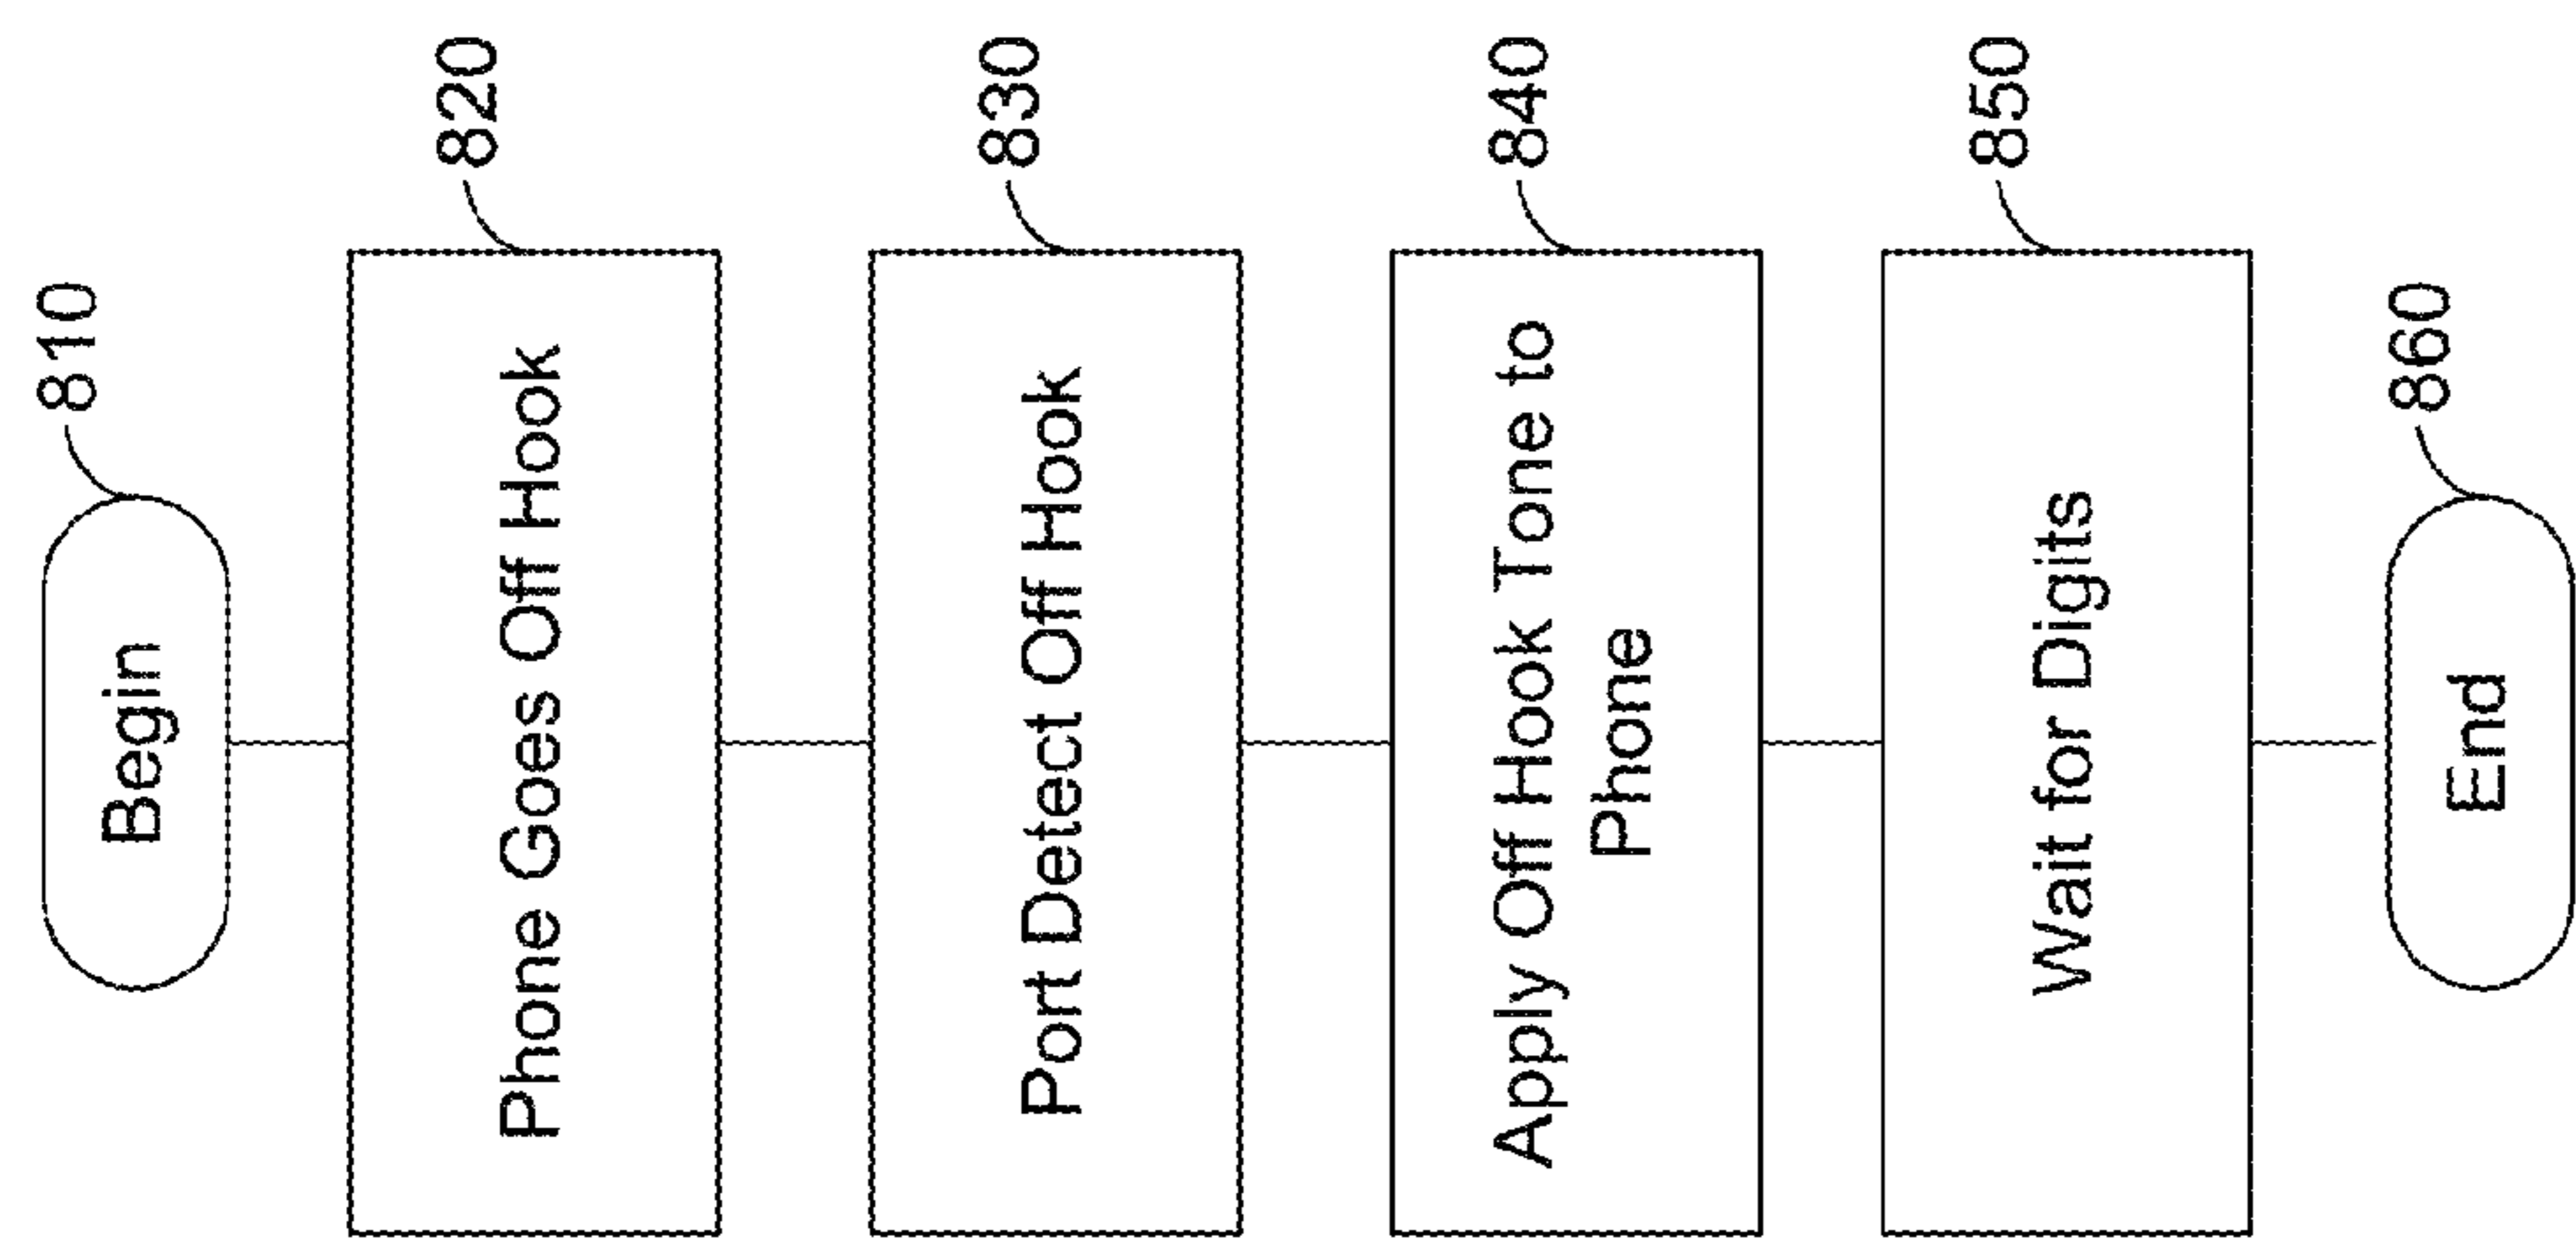 Begin
810
Phone Goes Off Hook
820
Port Detect Off Hook
830
Apply Off Hook Tone to
Phone
840
Wait for Digits
850
End
860